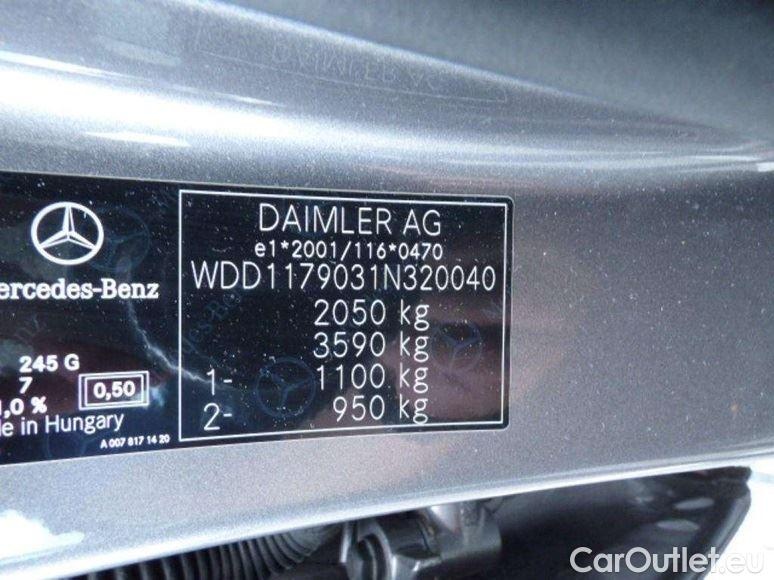 DAIMLER AG
e1*2001/116*0470
WDD1179031N320040
2050 kg
3590 kg
1- 1100 kg
2- 950 kg
ercedes-Benz
245 G
7
0,50
,0 %
e in Hungary
A 007 817 14 20
CarOutlet.eu